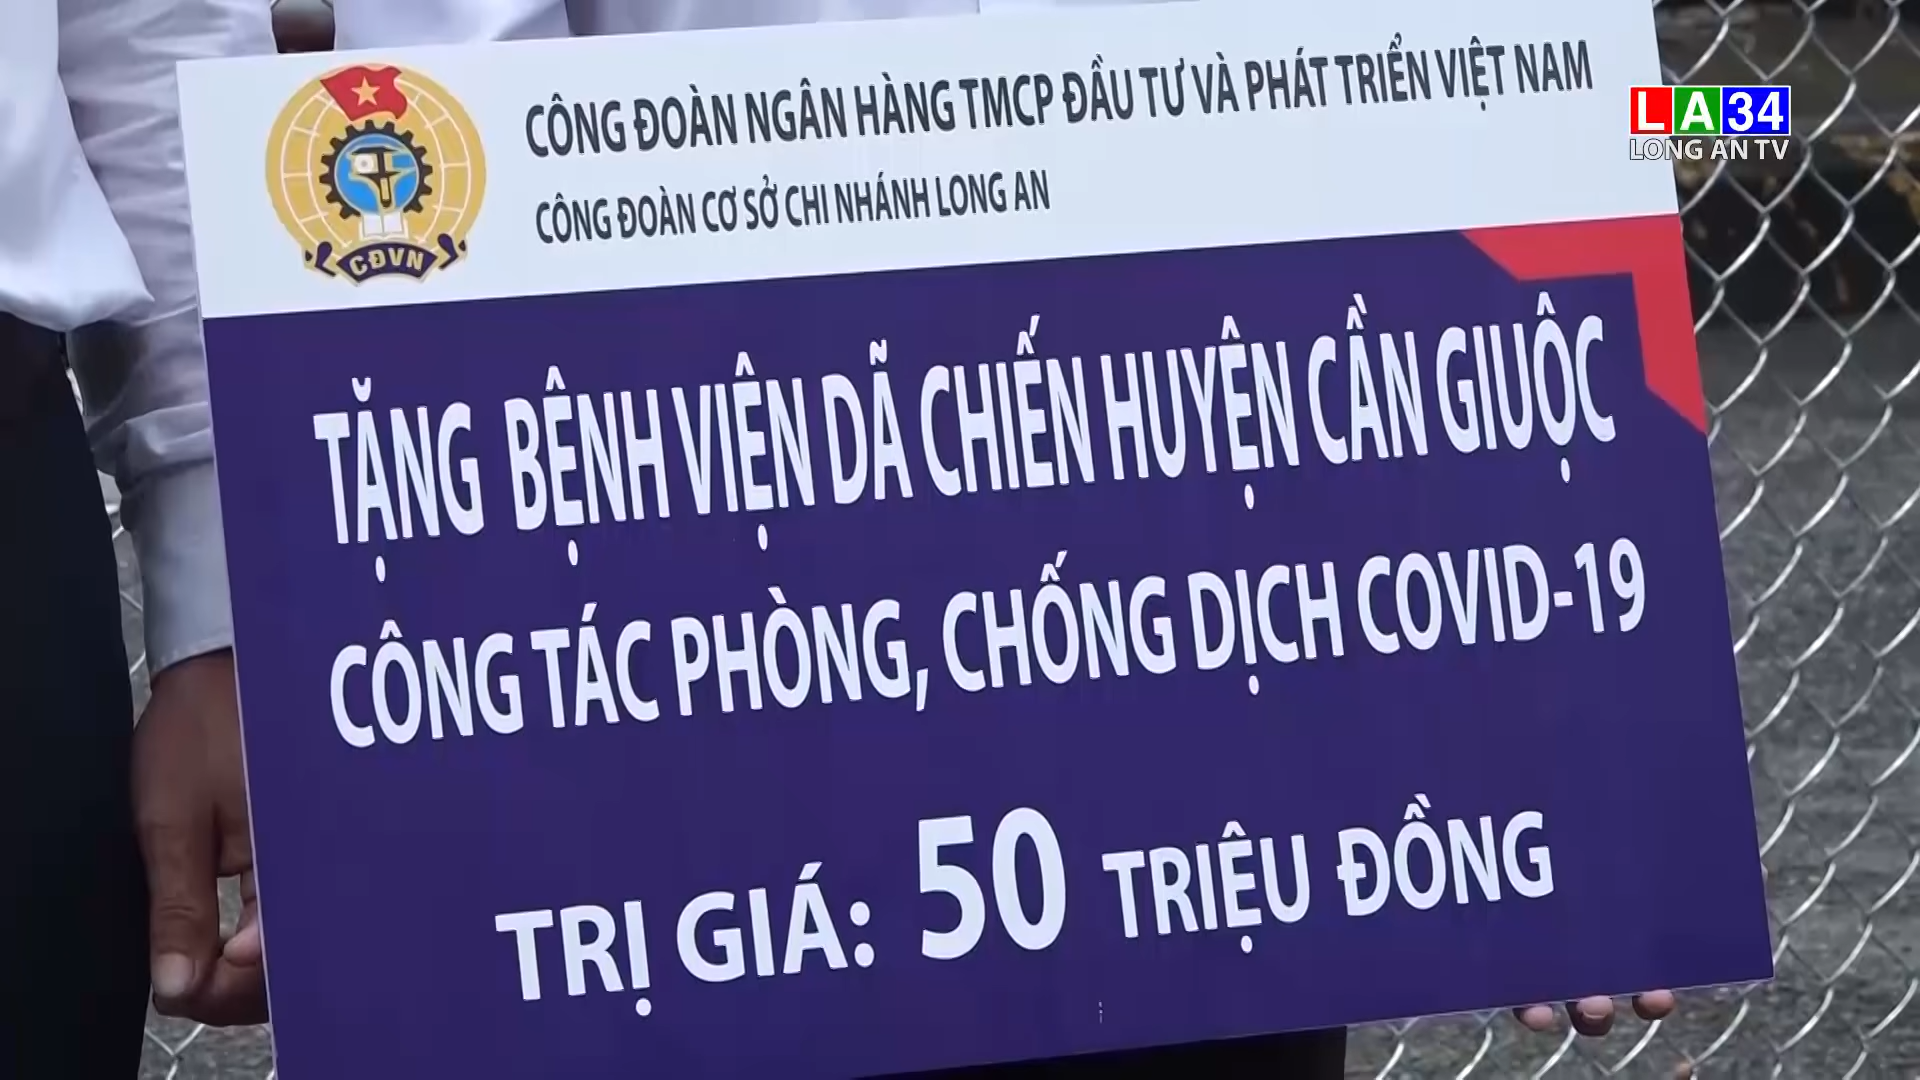 CÔNG ĐOÀN NGÂN HÀNG TMCP ĐẦU TƯ VÀ PHÁT TRIỂN VIỆT NAM
CÔNG ĐOÀN CƠ SỞ CHI NHÁNH LONG AN
CĐVN
LA34
LONG AN TV
TẶNG BỆNH VIỆN DÃ CHIẾN HUYỆN CẦN GIUỘC
CÔNG TÁC PHÒNG, CHỐNG DỊCH COVID-19
TRỊ GIÁ: 50 TRIỆU ĐỒNG